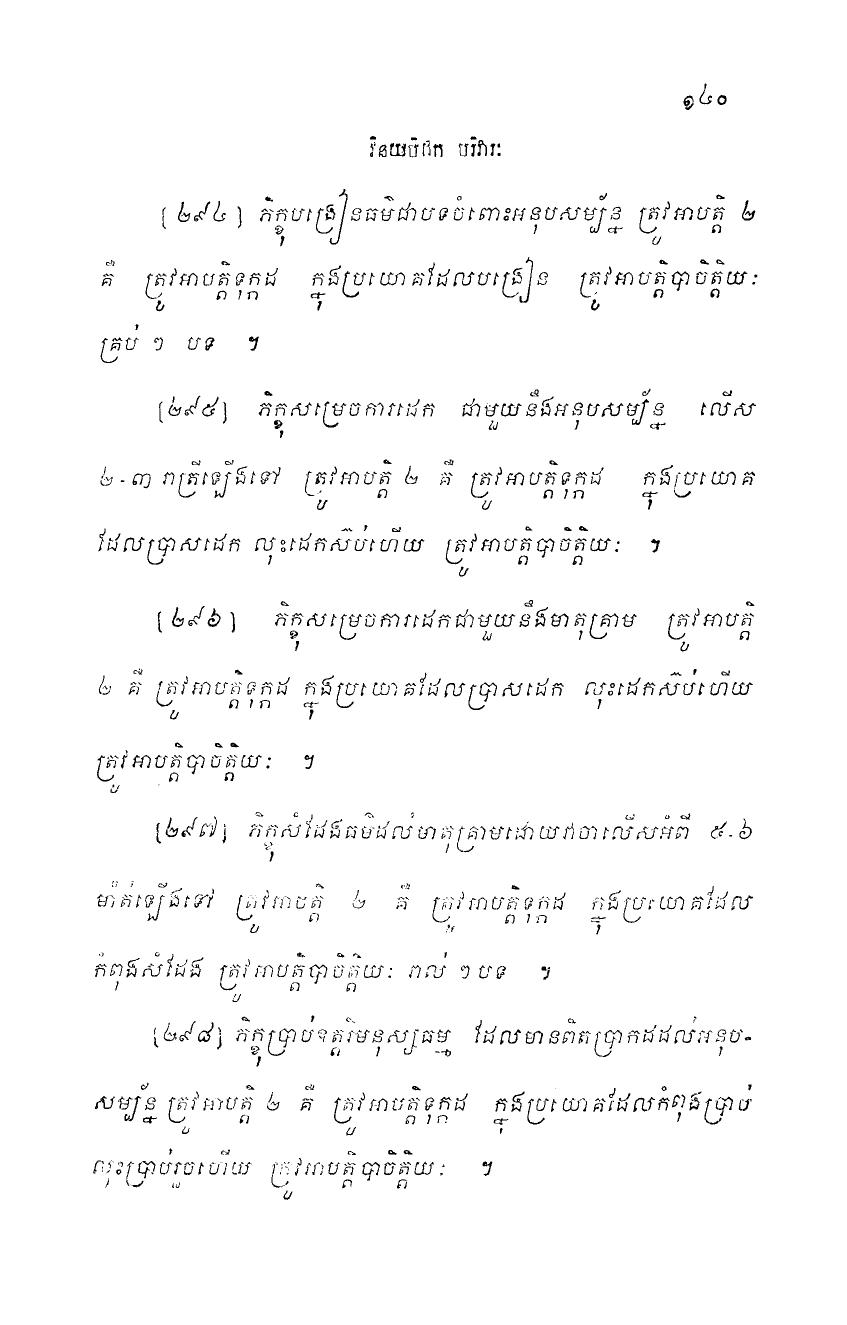 ១៤០
វិនយបិដក បរិវារៈ
[២៩៤] ភិក្ខុបង្រៀនធម៌ជាបទចំពោះអនុបសម្ប័ន្ន ត្រូវអាបត្តិ ២
គឺ ត្រូវអាបត្តិទុក្កដ ក្នុងប្រយោគដែលបង្រៀន ត្រូវអាបត្តិបាចិត្តិយៈ
គ្រប់ ៗ បទ ។
[២៩៥] ភិក្ខុសម្រេចការដេក ជាមួយនឹងអនុបសម្ប័ន្ន លើស
២-៣ រាត្រីឡើងទៅ ត្រូវអាបត្តិ ២ គឺ ត្រូវអាបត្តិទុក្កដ ក្នុងប្រយោគ
ដែលប្រាសដេក លុះដេកស៊ប់ហើយ ត្រូវអាបត្តិបាចិត្តិយៈ ។
[២៩៦] ភិក្ខុសម្រេចការដេកជាមួយនឹងមាតុគ្រាម ត្រូវអាបត្តិ
២ គឺ ត្រូវអាបត្តិទុក្កដ ក្នុងប្រយោគដែលប្រាសដេក លុះដេកស៊ប់ហើយ
ត្រូវអាបត្តិបាចិត្តិយៈ ។
[២៩៧] ភិក្ខុសំដែងធម៌ដល់មាតុគ្រាមដោយវាចាលើសអំពី ៥-៦
ម៉ាត់ឡើងទៅ ត្រូវអាបត្តិ ២ គឺ ត្រូវអាបត្តិទុក្កដ ក្នុងប្រយោគដែល
កំពុងសំដែង ត្រូវអាបត្តិបាចិត្តិយៈ រាល់ ៗ បទ ។
[២៩៨] ភិក្ខុប្រាប់ឧត្តរិមនុស្សធម្ម ដែលមានពិតប្រាកដដល់អនុប-
សម្ប័ន្ន ត្រូវអាបត្តិ ២ គឺ ត្រូវអាបត្តិទុក្កដ ក្នុងប្រយោគដែលកំពុងប្រាប់
លុះប្រាប់រួចហើយ ត្រូវអាបត្តិបាចិត្តិយៈ ។